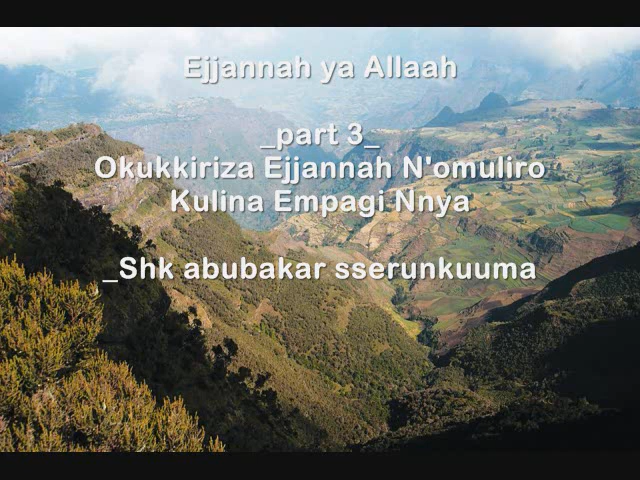 Ejjannah ya Allaah
_part 3_
Okukkiriza Ejjannah N'omuliro
Kulina Empagi Nnya
_Shk abubakar sserunkuuma